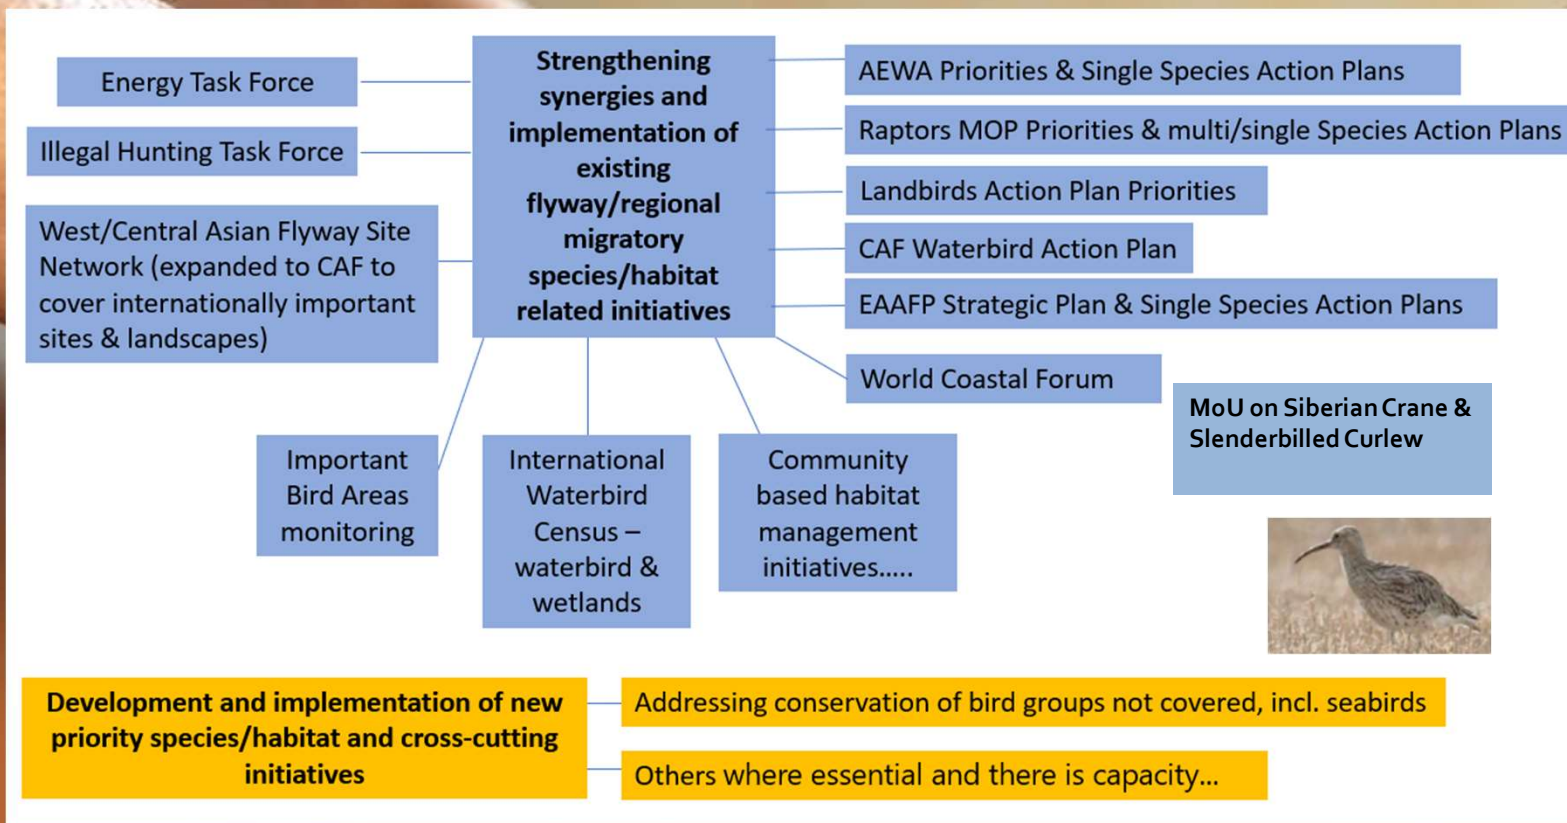 Energy Task Force
Illegal Hunting Task Force
West/Central Asian Flyway Site
Network (expanded to CAF to
cover internationally important
sites & landscapes)
Strengthening
synergies and
implementation of
existing
flyway/regional
migratory
species/habitat
related initiatives
AEWA Priorities & Single Species Action Plans
Raptors MOP Priorities & multi/single Species Action Plans
Landbirds Action Plan Priorities
CAF Waterbird Action Plan
EAAFP Strategic Plan & Single Species Action Plans
World Coastal Forum
MoU on Siberian Crane &
Slenderbilled Curlew
Important
Bird Areas
monitoring
International
Waterbird
Census –
waterbird &
wetlands
Community
based habitat
management
initiatives.....
Development and implementation of new
priority species/habitat and cross-cutting
initiatives
Addressing conservation of bird groups not covered, incl. seabirds
Others where essential and there is capacity...